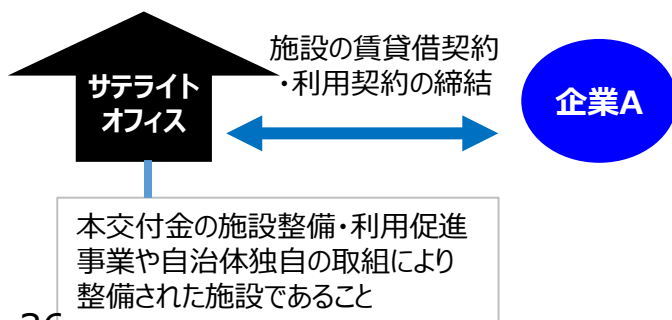 施設の賃貸借契約
・利用契約の締結
サテライト
オフィス
企業A
本交付金の施設整備・利用促進
事業や自治体独自の取組により
整備された施設であること